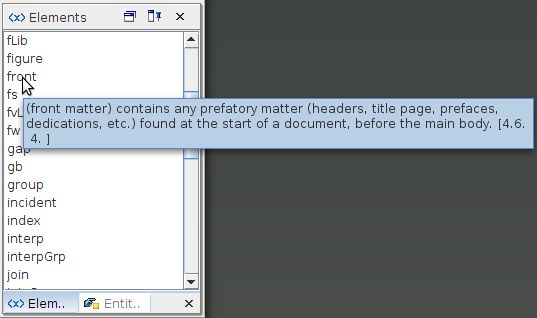 <x> Elements
fLib
figure
front
fs
(front matter) contains any prefatory matter (headers, title page, prefaces,
dedications, etc.) found at the start of a document, before the main body. [4.6.
4. ]
fvL
fw
gap
gb
group
incident
index
interp
interpGrp
join
<x> Elem..
Entit..